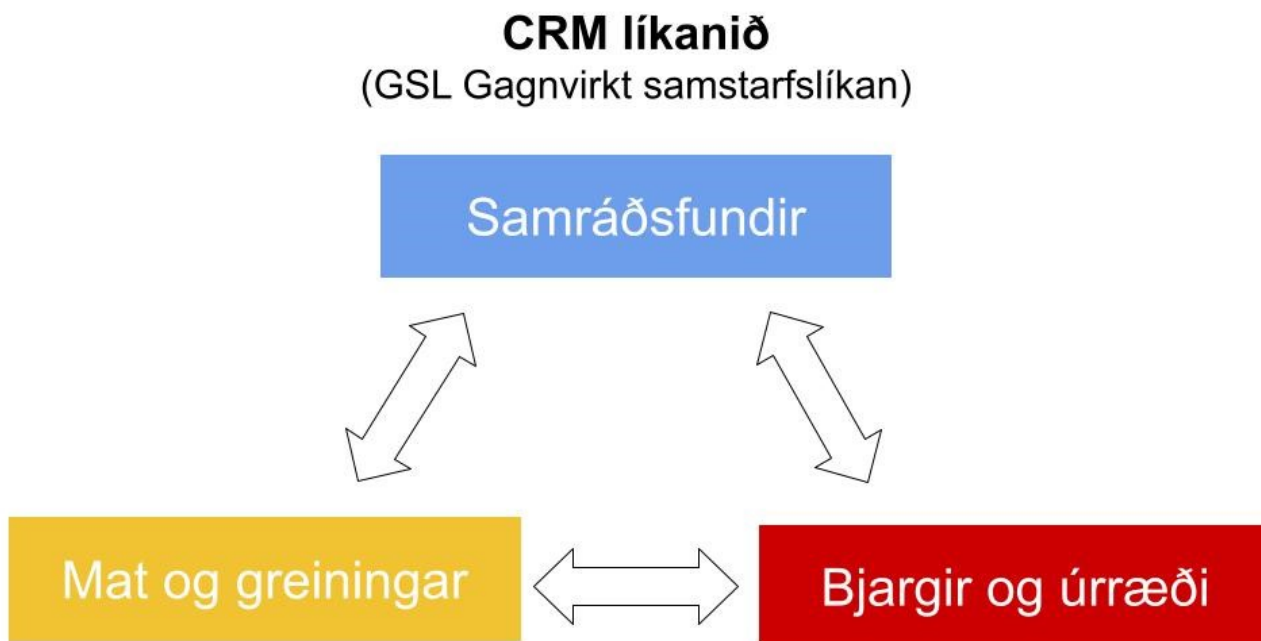 CRM líkanið
(GSL Gagnvirkt samstarfslíkan)
Samráðsfundir
Mat og greiningar
Bjargir og úrræði